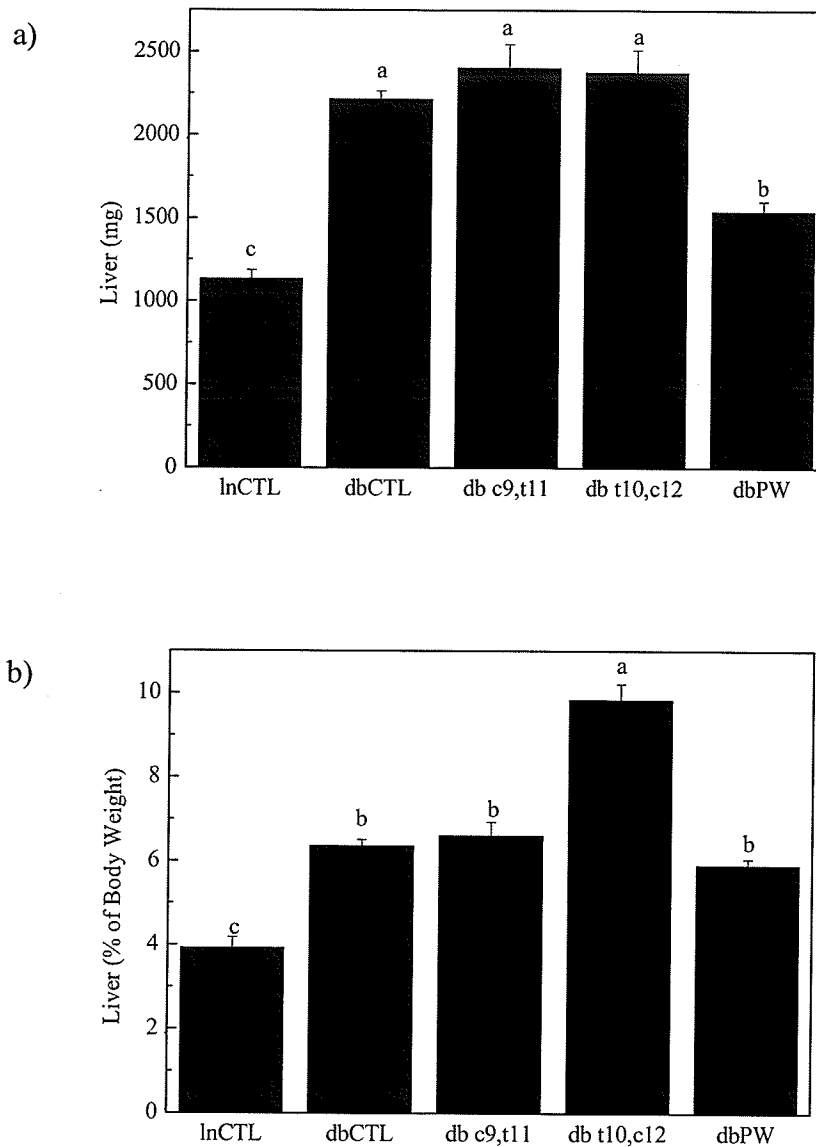 a)
2500
2000
1500
1000
500
0
Liver (mg)
c
a
a
a
b
lnCTL dbCTL db c9,t11 db t10,c12 dbPW
b)
10
8
6
4
2
0
Liver (% of Body Weight)
c
b
b
a
b
lnCTL dbCTL db c9,t11 db t10,c12 dbPW